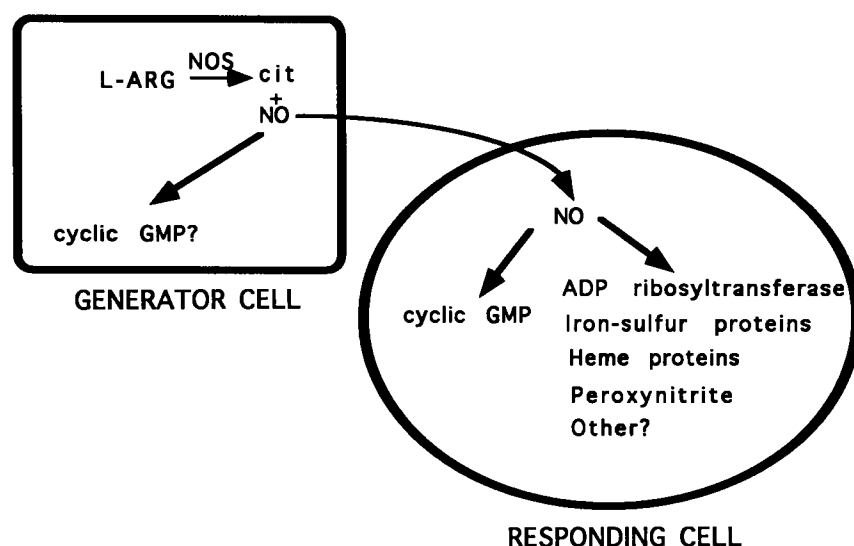 NOS
L-ARG cit
+
NO
cyclic GMP?
GENERATOR CELL
NO
cyclic GMP
ADP ribosyltransferase
Iron-sulfur proteins
Heme proteins
Peroxynitrite
Other?
RESPONDING CELL